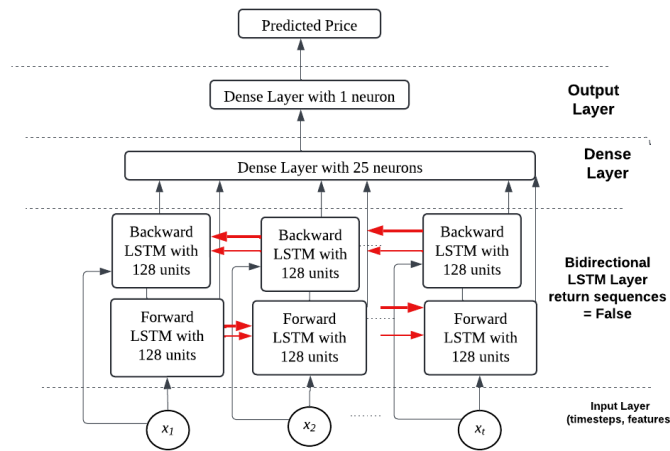 Predicted Price
Dense Layer with 1 neuron
Output
Layer
Dense Layer with 25 neurons
Dense
Layer
Backward
LSTM with
128 units
Backward
LSTM with
128 units
Backward
LSTM with
128 units
Bidirectional
LSTM Layer
return sequences
= False
Forward
LSTM with
128 units
Forward
LSTM with
128 units
Forward
LSTM with
128 units
Input Layer
(timesteps, features
x1
x2
xt